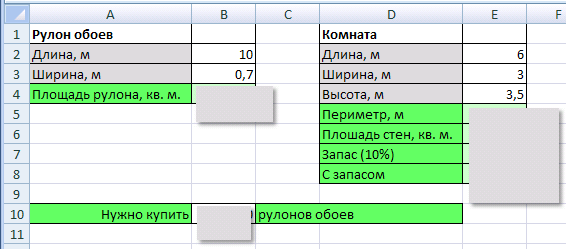 A B C D E F
1 Рулон обоев Комната
2 Длина, м 10 Длина, м 6
3 Ширина, м 0,7 Ширина, м 3
4 Площадь рулона, кв. м. Высота, м 3,5
5 Периметр, м
6 Плошадь стен, кв. м.
7 Запас (10%)
8 С запасом
9
10 Нужно купить рулонов обоев
11